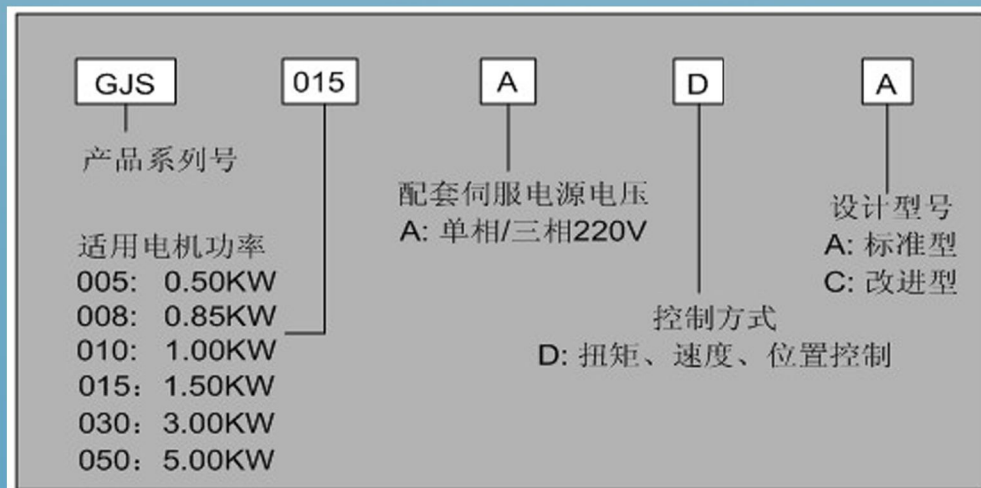 GJS 015 A D A
产品系列号
配套伺服电源电压
A: 单相/三相220V
设计型号
A: 标准型
C: 改进型
适用电机功率
005: 0.50KW
008: 0.85KW
010: 1.00KW
015: 1.50KW
030: 3.00KW
050: 5.00KW
控制方式
D: 扭矩、速度、位置控制